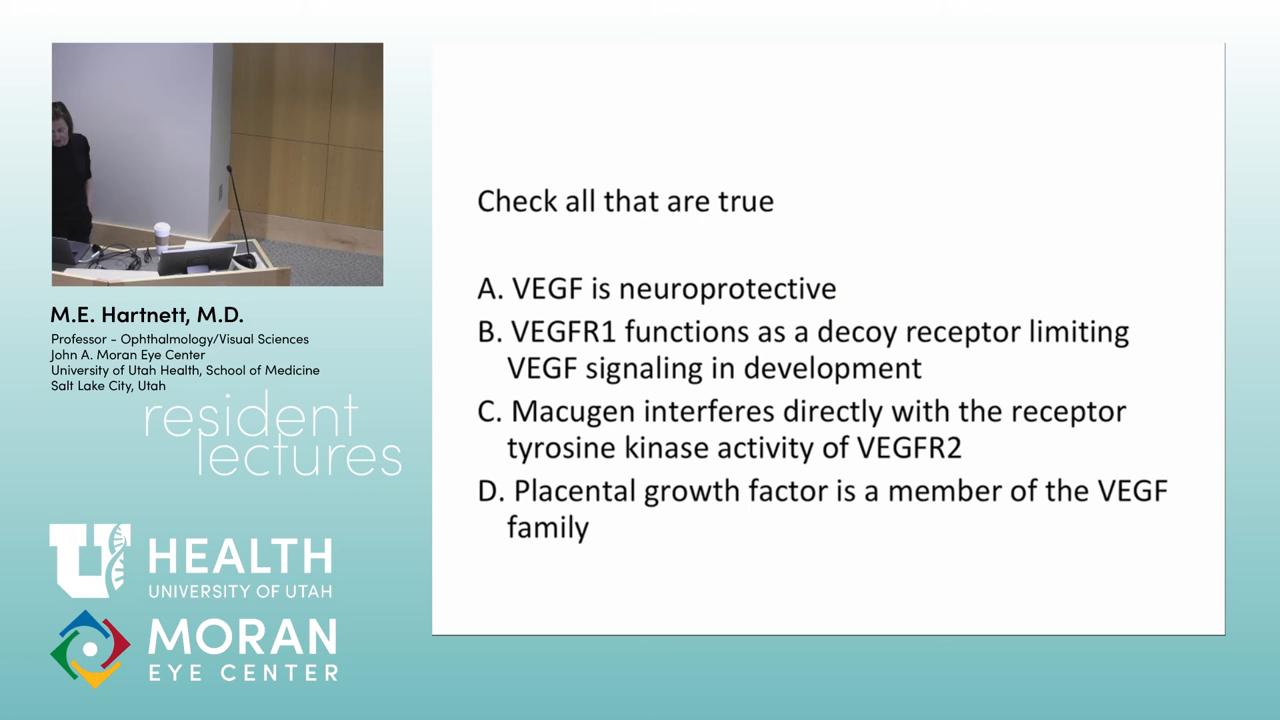 M.E. Hartnett, M.D.
Professor - Ophthalmology/Visual Sciences
John A. Moran Eye Center
University of Utah Health, School of Medicine
Salt Lake City, Utah
resident
lectures
U HEALTH
UNIVERSITY OF UTAH
MORAN
EYE CENTER
Check all that are true
A. VEGF is neuroprotective
B. VEGFR1 functions as a decoy receptor limiting
VEGF signaling in development
C. Macugen interferes directly with the receptor
tyrosine kinase activity of VEGFR2
D. Placental growth factor is a member of the VEGF
family